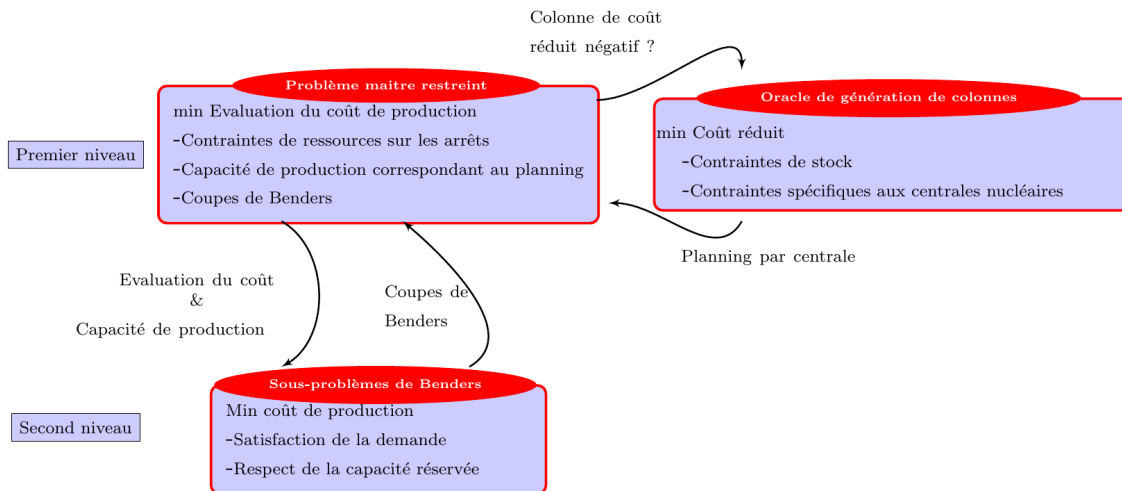 Colonne de coût
réduit négatif ?
Problème maitre restreint
min Evaluation du coût de production
-Contraintes de ressources sur les arrêts
-Capacité de production correspondant au planning
-Coupes de Benders
Oracle de génération de colonnes
min Coût réduit
-Contraintes de stock
-Contraintes spécifiques aux centrales nucléaires
Premier niveau
Planning par centrale
Evaluation du coût
&
Capacité de production
Coupes de
Benders
Sous-problèmes de Benders
Min coût de production
-Satisfaction de la demande
-Respect de la capacité réservée
Second niveau